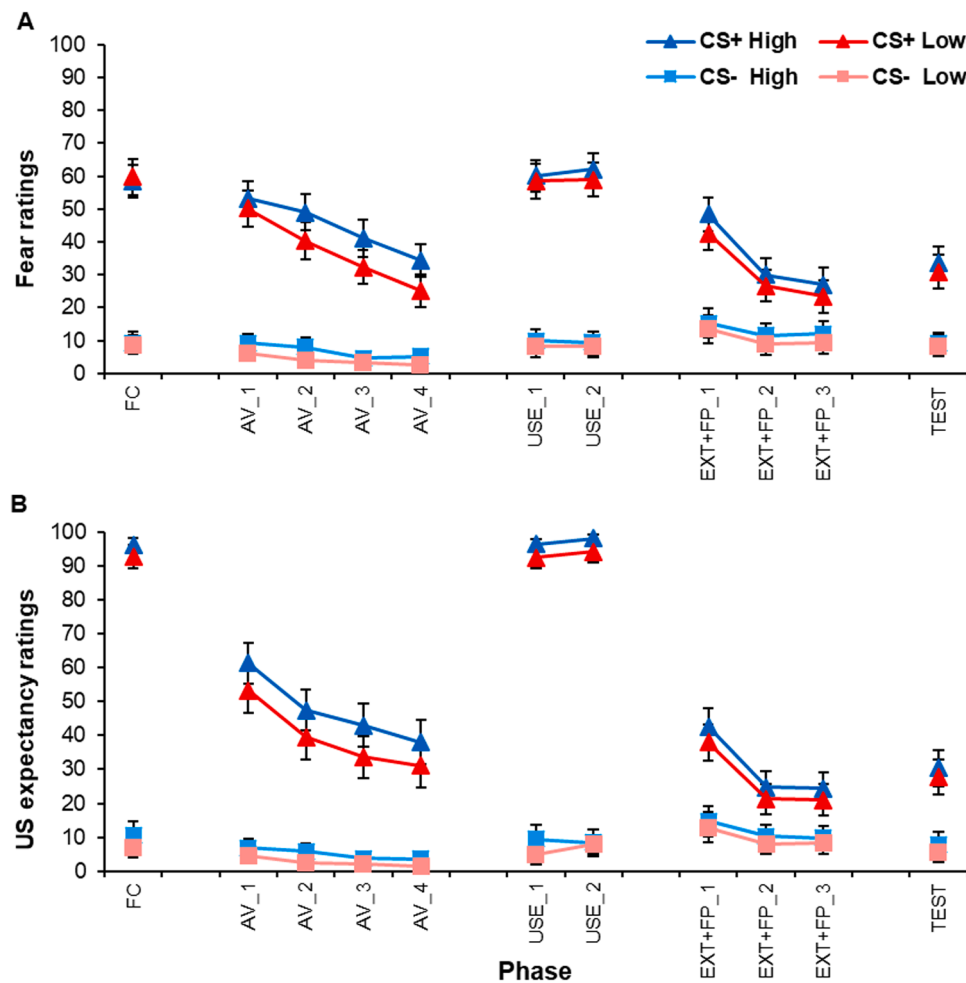 A
CS+ High
CS+ Low
CS- High
CS- Low
Fear ratings
100
90
80
70
60
50
40
30
20
10
0
FC
AV_1
AV_2
AV_3
AV_4
USE_1
USE_2
EXT+FP_1
EXT+FP_2
EXT+FP_3
TEST
B
US expectancy ratings
100
90
80
70
60
50
40
30
20
10
0
FC
AV_1
AV_2
AV_3
AV_4
USE_1
USE_2
EXT+FP_1
EXT+FP_2
EXT+FP_3
TEST
Phase